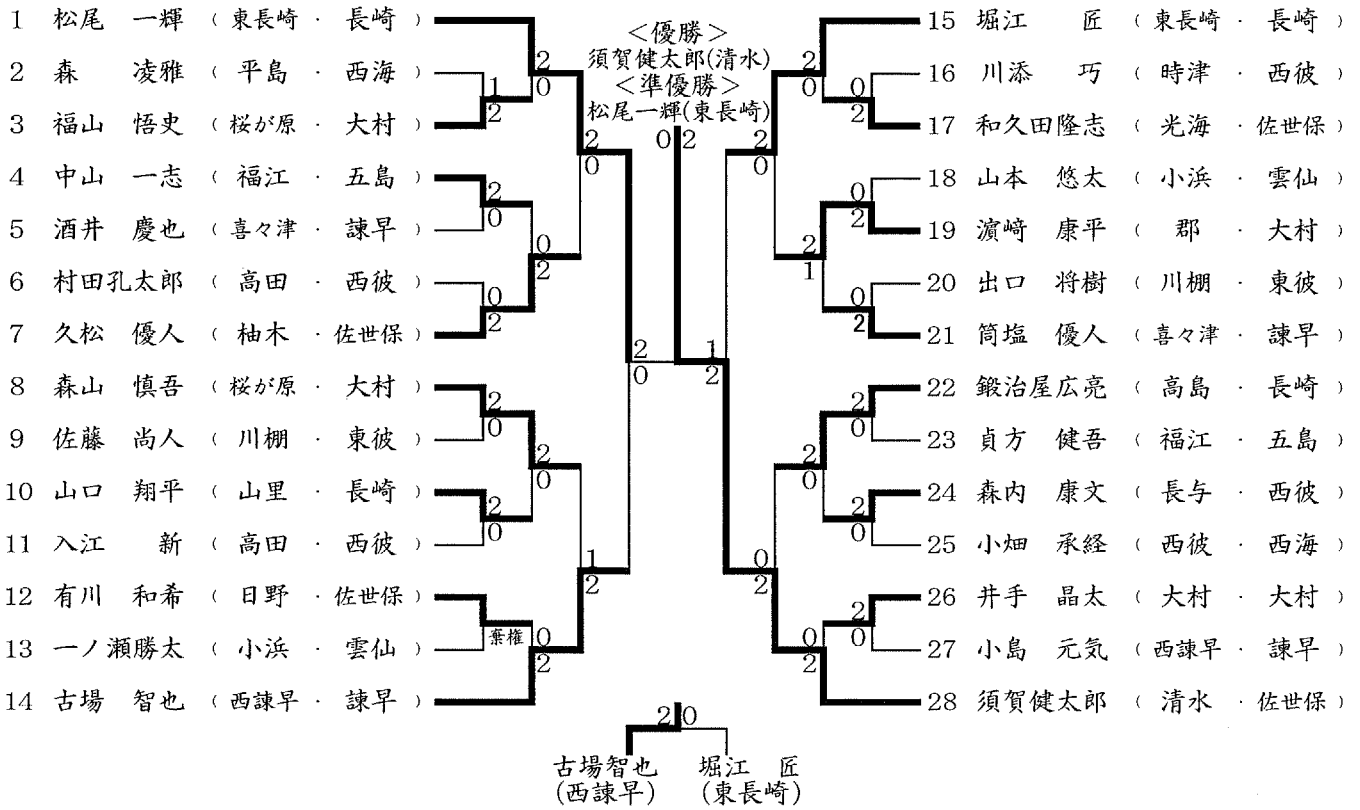 <優勝>
須賀健太郎(清水)
<準優勝>
松尾一輝(東長崎)
0 2
1 松尾 一輝 (東長崎・長崎)
2 0
2 森 凌雅 (平島・西海)
1 2
3 福山 悟史 (桜が原・大村)
2 0
4 中山 一志 (福江・五島)
2 0
5 酒井 慶也 (喜々津・諫早)
0 2
6 村田孔太郎 (高田・西彼)
0 2
7 久松 優人 (柚木・佐世保)
2 0
8 森山 慎吾 (桜が原・大村)
2 0
9 佐藤 尚人 (川棚・東彼)
2 0
10 山口 翔平 (山里・長崎)
2 0
11 入江 新 (高田・西彼)
1 2
12 有川 和希 (日野・佐世保)
棄権
0 2
13 一ノ瀬勝太 (小浜・雲仙)
14 古場 智也 (西諫早・諫早)
15 堀江 匠 (東長崎・長崎)
2 0
16 川添 巧 (時津・西彼)
0 2
17 和久田隆志 (光海・佐世保)
2 0
18 山本 悠太 (小浜・雲仙)
0 2
19 濵﨑 康平 (郡・大村)
2 1
20 出口 将樹 (川棚・東彼)
0 2
21 筒塩 優人 (喜々津・諫早)
1 2
22 鍛治屋広亮 (高島・長崎)
2 0
23 貞方 健吾 (福江・五島)
2 0
24 森内 康文 (長与・西彼)
2 0
25 小畑 承経 (西彼・西海)
0 2
26 井手 晶太 (大村・大村)
2 0
27 小島 元気 (西諫早・諫早)
0 2
28 須賀健太郎 (清水・佐世保)
2 0
古場智也 堀江 匠
(西諫早) (東長崎)